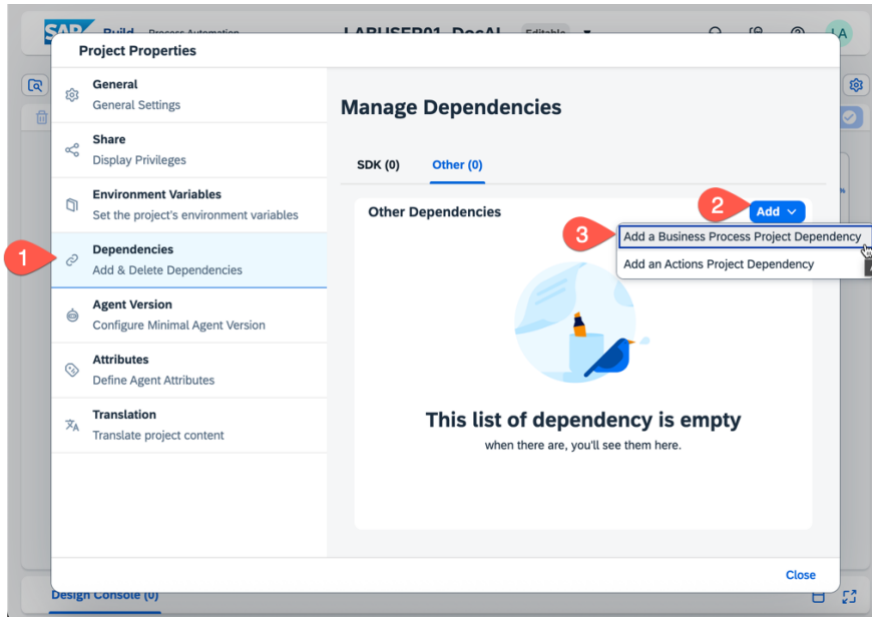 SAP Build Process Automation LABUSER01_DocAI Editable
LA
Project Properties
General
General Settings
Share
Display Privileges
Environment Variables
Set the project's environment variables
1
Dependencies
Add & Delete Dependencies
Agent Version
Configure Minimal Agent Version
Attributes
Define Agent Attributes
Translation
Translate project content
Manage Dependencies
SDK (0) Other (0)
Other Dependencies
2
Add
3
Add a Business Process Project Dependency
Add an Actions Project Dependency
This list of dependency is empty
when there are, you'll see them here.
Close
Design Console (0)